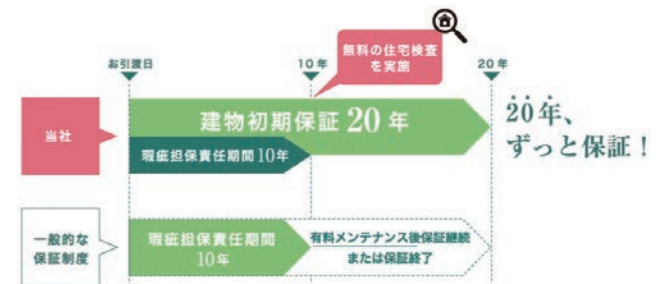 無料の住宅検査
を実施
お引渡日
10年
20年
当社
建物初期保証20年
瑕疵担保責任期間10年
20年、
ずっと保証！
一般的な
保証制度
瑕疵担保責任期間
10年
有料メンテナンス後保証継続
または保証終了